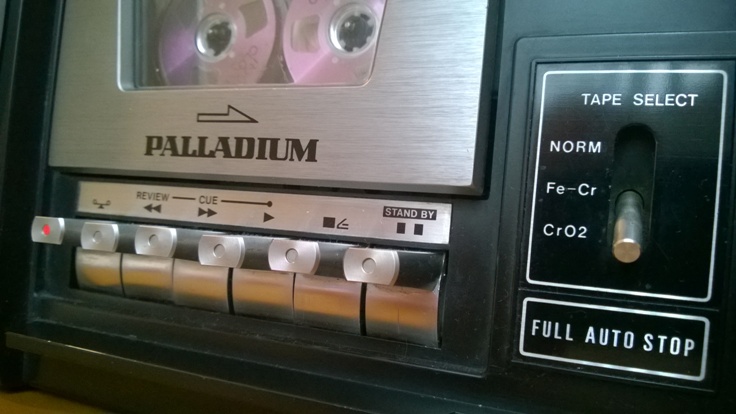 PALLADIUM
REVIEW CUE
STAND BY
TAPE SELECT
NORM
Fe-Cr
CrO2
FULL AUTO STOP